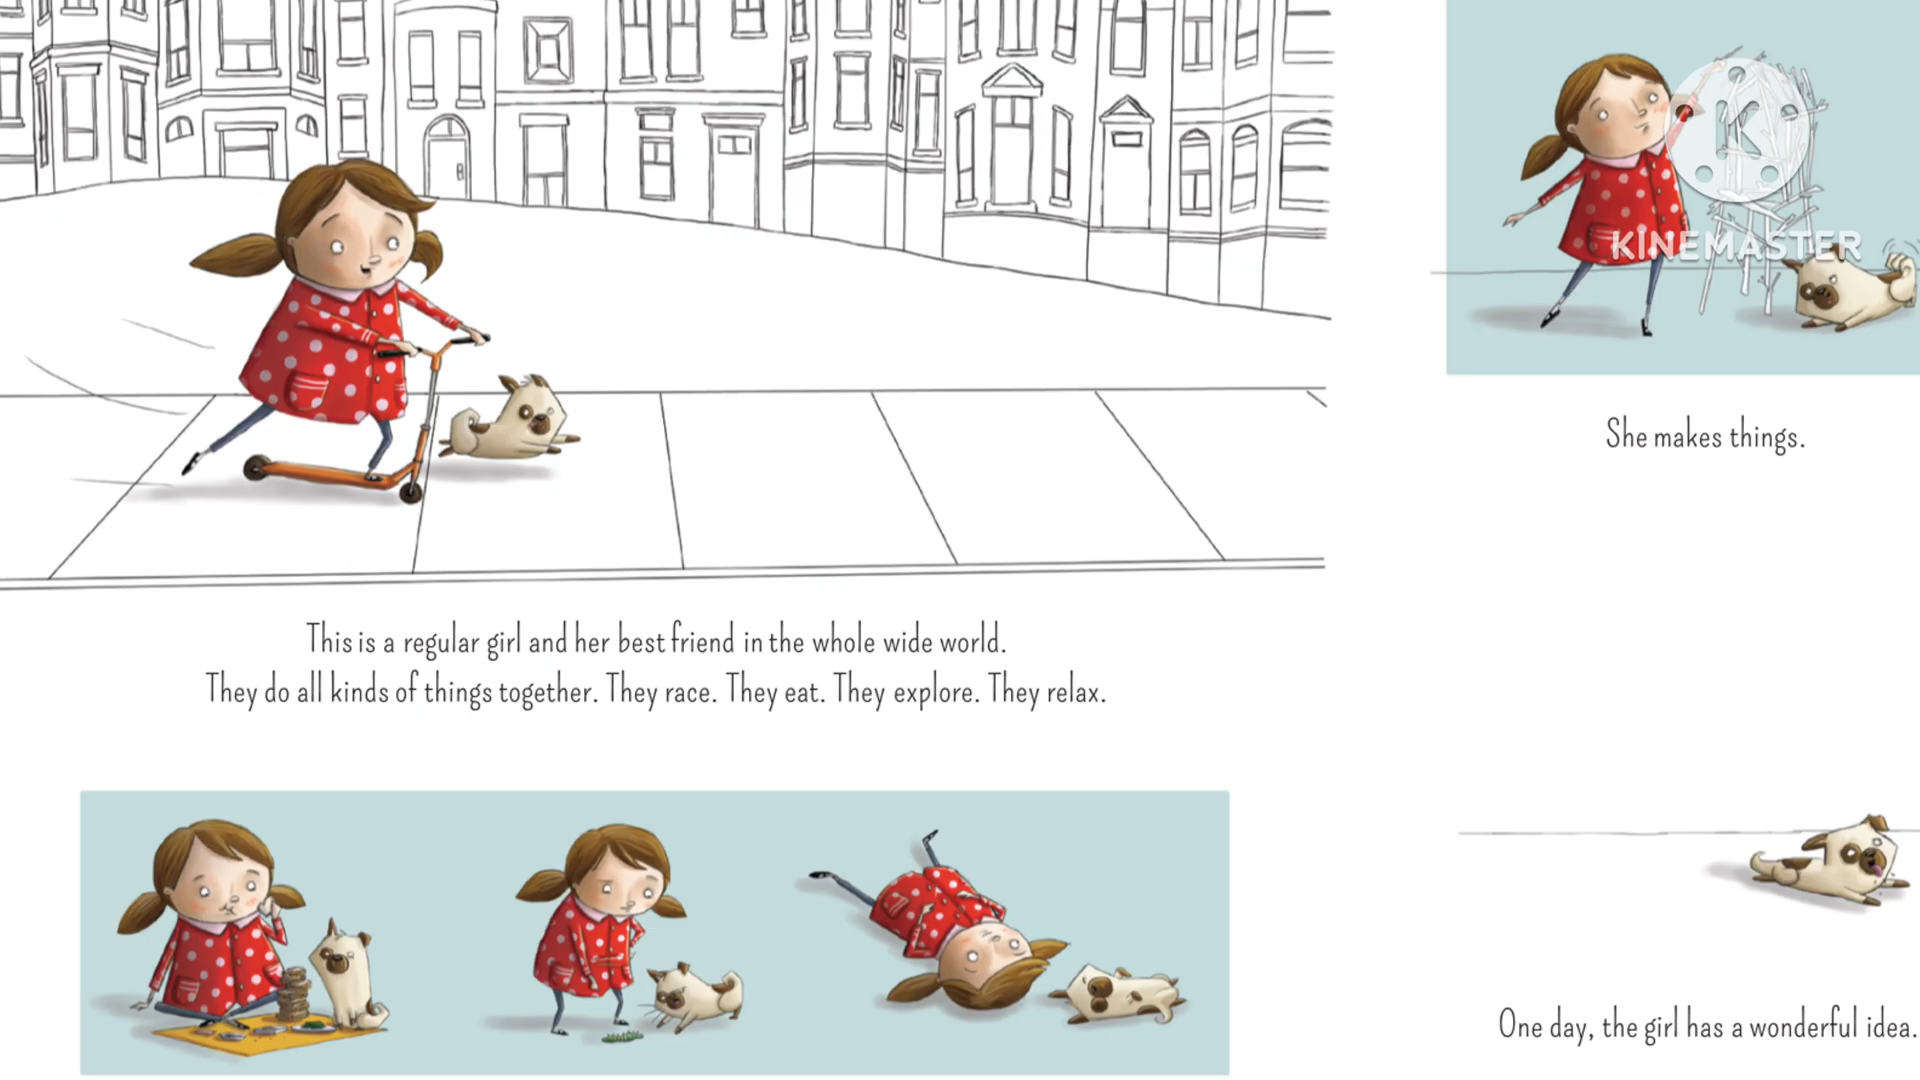 This is a regular girl and her best friend in the whole wide world.
They do all kinds of things together. They race. They eat. They explore. They relax.
K
KINEMASTER
She makes things.
One day, the girl has a wonderful idea.